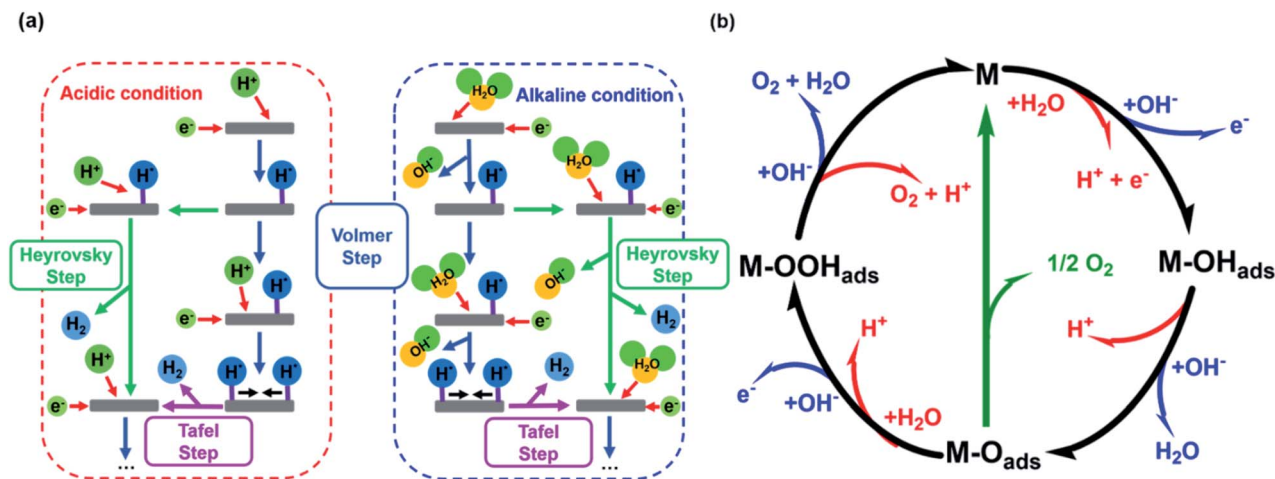 (a)
Acidic condition
H⁺
e⁻
H⁺
H*
H*
e⁻
Heyrovsky
Step
H⁺
H*
e⁻
H₂
H⁺
H₂
H*
H*
e⁻
Tafel
Step
...
Volmer
Step
Alkaline condition
H₂O
e⁻
OH⁻
H*
H₂O
H*
e⁻
Heyrovsky
Step
H₂O
H*
OH⁻
e⁻
H₂
OH⁻
H*
H*
H₂
H₂O
e⁻
Tafel
Step
...
(b)
M
O₂ + H₂O
+H₂O
+OH⁻
e⁻
+OH⁻
O₂ + H⁺
H⁺ + e⁻
M-OOHads
1/2 O₂
M-OHads
H⁺
H⁺
e⁻
+OH⁻
+OH⁻
+H₂O
H₂O
M-Oads